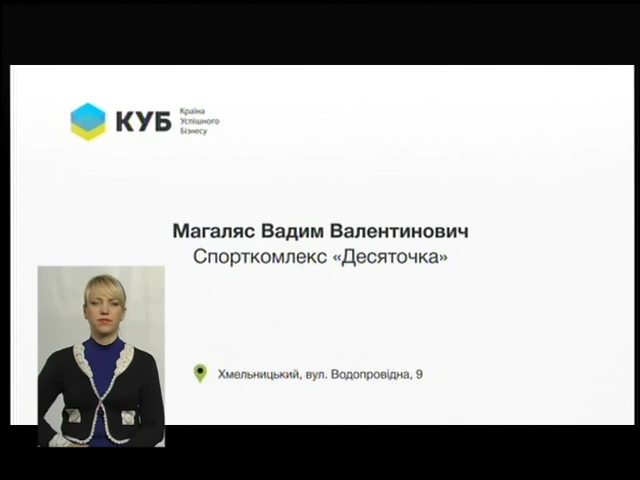 КУБ
Країна
Успішного
Бізнесу
Магаляс Вадим Валентинович
Спорткомлекс «Десяточка»
Хмельницький, вул. Водопровідна, 9